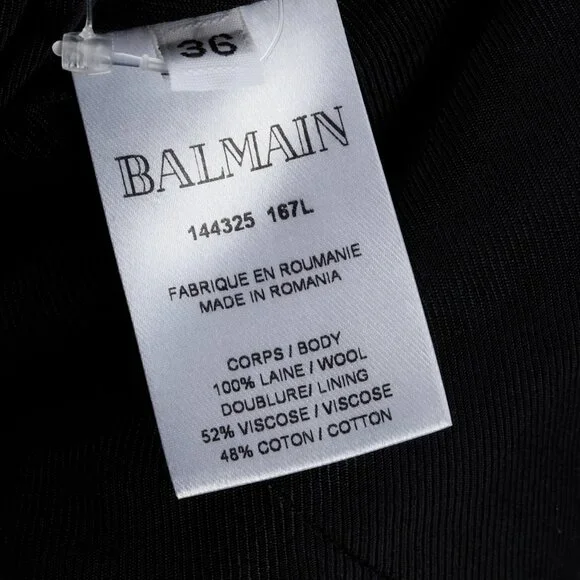 36
BALMAIN
144325 167L
FABRIQUE EN ROUMANIE
MADE IN ROMANIA
CORPS / BODY
100% LAINE / WOOL
DOUBLURE/ LINING
52% VISCOSE / VISCOSE
48% COTON / COTTON